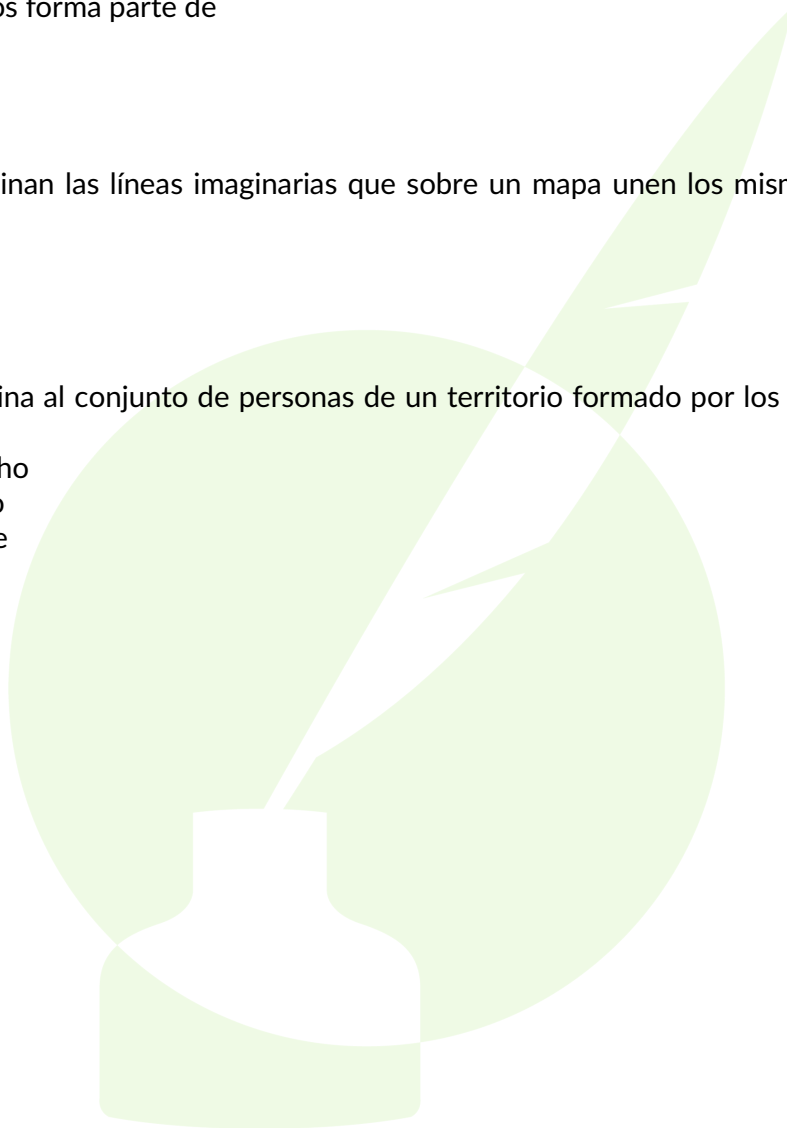 os forma parte de
inan las líneas imaginarias que sobre un mapa unen los mism
ina al conjunto de personas de un territorio formado por los
ho
o
e